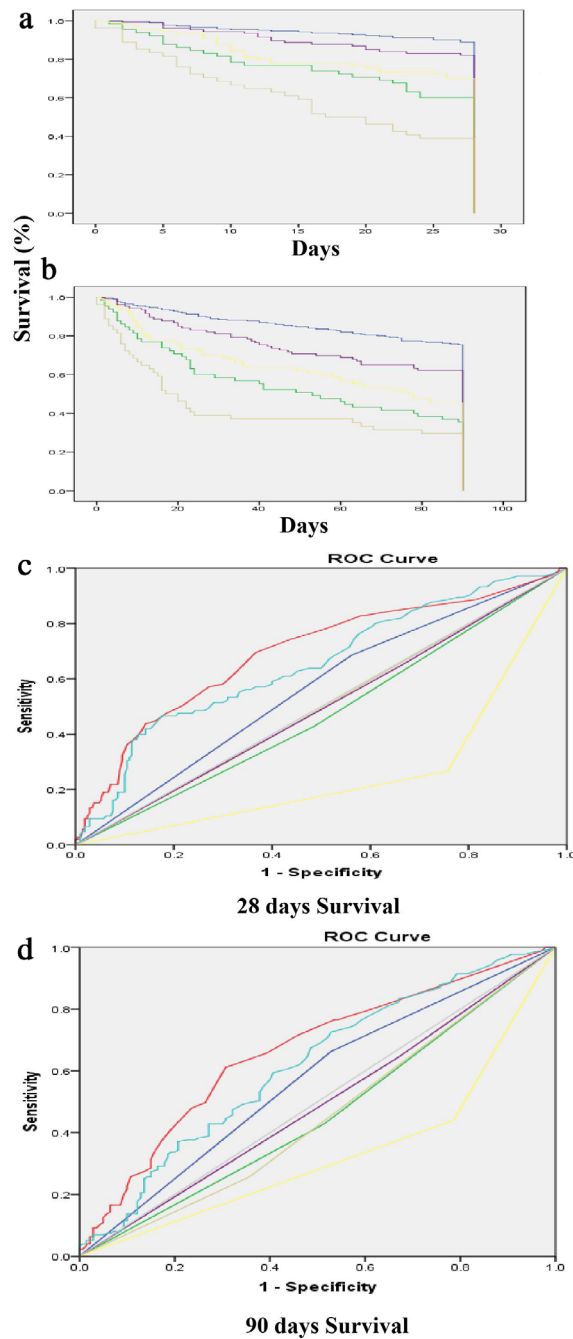 a
1.0
0.8
0.6
0.4
0.2
0.0
0 5 10 15 20 25 30
Days
Survival (%)
b
1.0
0.8
0.6
0.4
0.2
0.0
0 20 40 60 80 100
Days
c
ROC Curve
1.0
0.8
0.6
0.4
0.2
0.0
Sensitivity
0.0 0.2 0.4 0.6 0.8 1.0
1 - Specificity
28 days Survival
d
ROC Curve
1.0
0.8
0.6
0.4
0.2
0.0
Sensitivity
0.0 0.2 0.4 0.6 0.8 1.0
1 - Specificity
90 days Survival